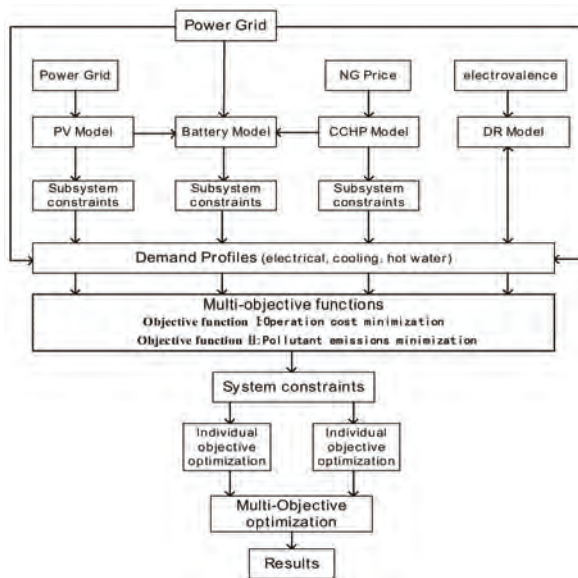 Power Grid
Power Grid
NG Price
electrovalence
PV Model
Battery Model
CCHP Model
DR Model
Subsystem
constraints
Subsystem
constraints
Subsystem
constraints
Demand Profiles (electrical, cooling, hot water)
Multi-objective functions
Objective function Ⅰ:Operation cost minimization
Objective function Ⅱ:Pollutant emissions minimization
System constraints
Individual
objective
optimization
Individual
objective
optimization
Multi-Objective
optimization
Results